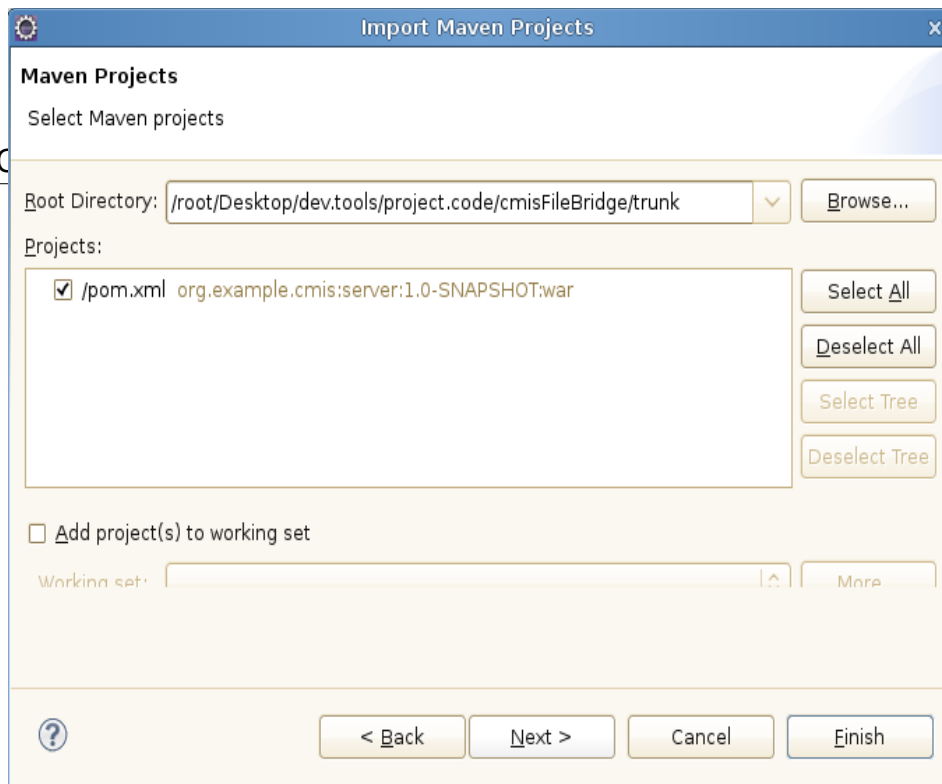 Import Maven Projects
Maven Projects
Select Maven projects
Root Directory: /root/Desktop/dev.tools/project.code/cmisFileBridge/trunk Browse...
Projects:
/pom.xml org.example.cmis:server:1.0-SNAPSHOT:war
Select All
Deselect All
Select Tree
Deselect Tree
Add project(s) to working set
Working set: More...
< Back Next > Cancel Finish